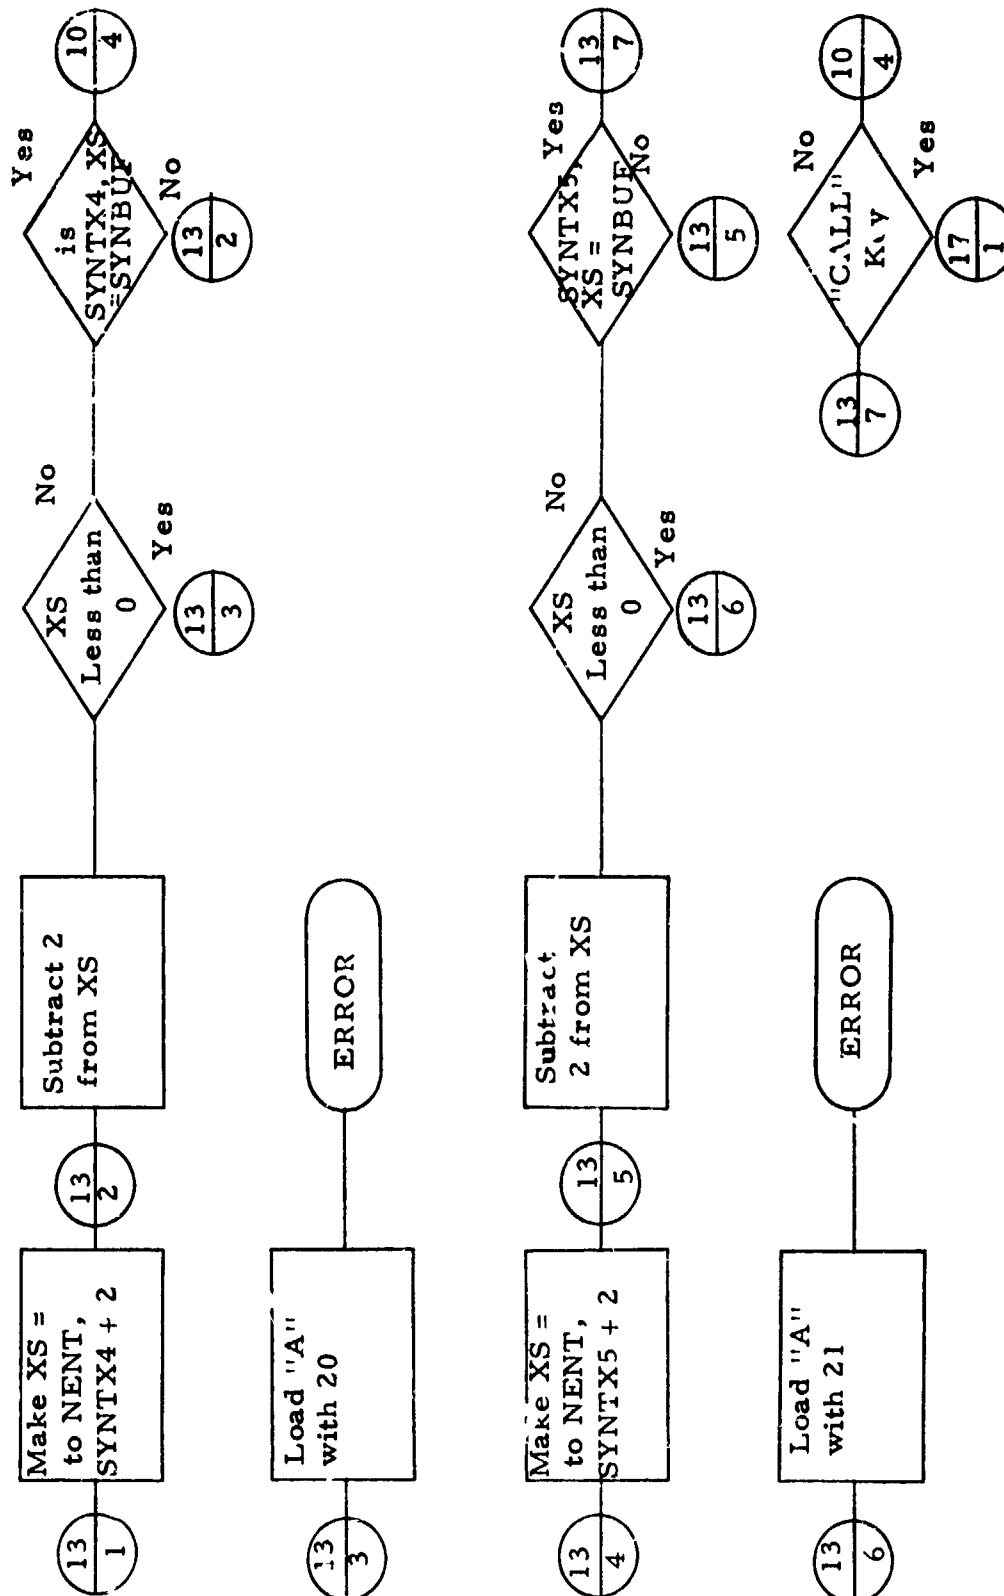 13
1
Make XS =
to NENT,
SYNTX4 + 2
13
2
Subtract 2
from XS
XS
Less than
0
No
Yes
13
3
is
SYNTX4, XS
=SYNBUF
Yes
No
13
2
10
4
13
3
Load "A"
with 20
ERROR
13
4
Make XS =
to NENT,
SYNTX5 + 2
13
5
Subtract
2 from XS
XS
Less than
0
No
Yes
13
6
SYNTX5,
XS =
SYNBUF
Yes
No
13
5
13
7
13
6
Load "A"
with 21
ERROR
13
7
"CALL"
No
Yes
17
1
10
4